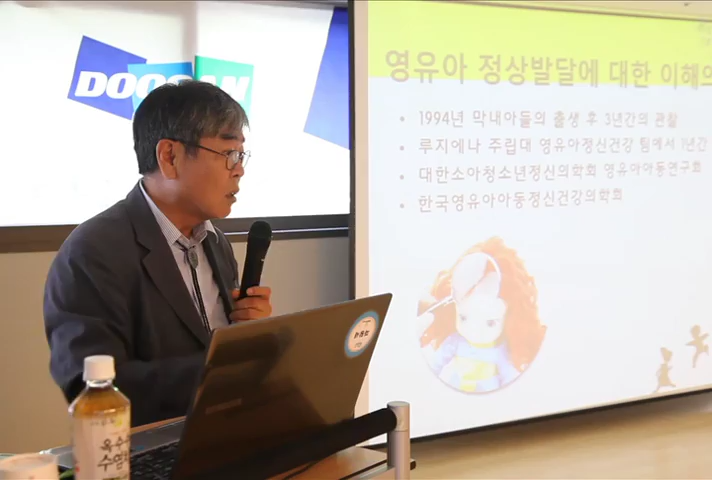 DOOSAN
영유아 정상발달에 대한 이해의
• 1994년 막내아들의 출생 후 3년간의 관찰
• 루지에나 주립대 영유아정신건강 팀에서 1년간
• 대한소아청소년정신의학회 영유아아동연구회
• 한국영유아아동정신건강의학회
옥수수
수염